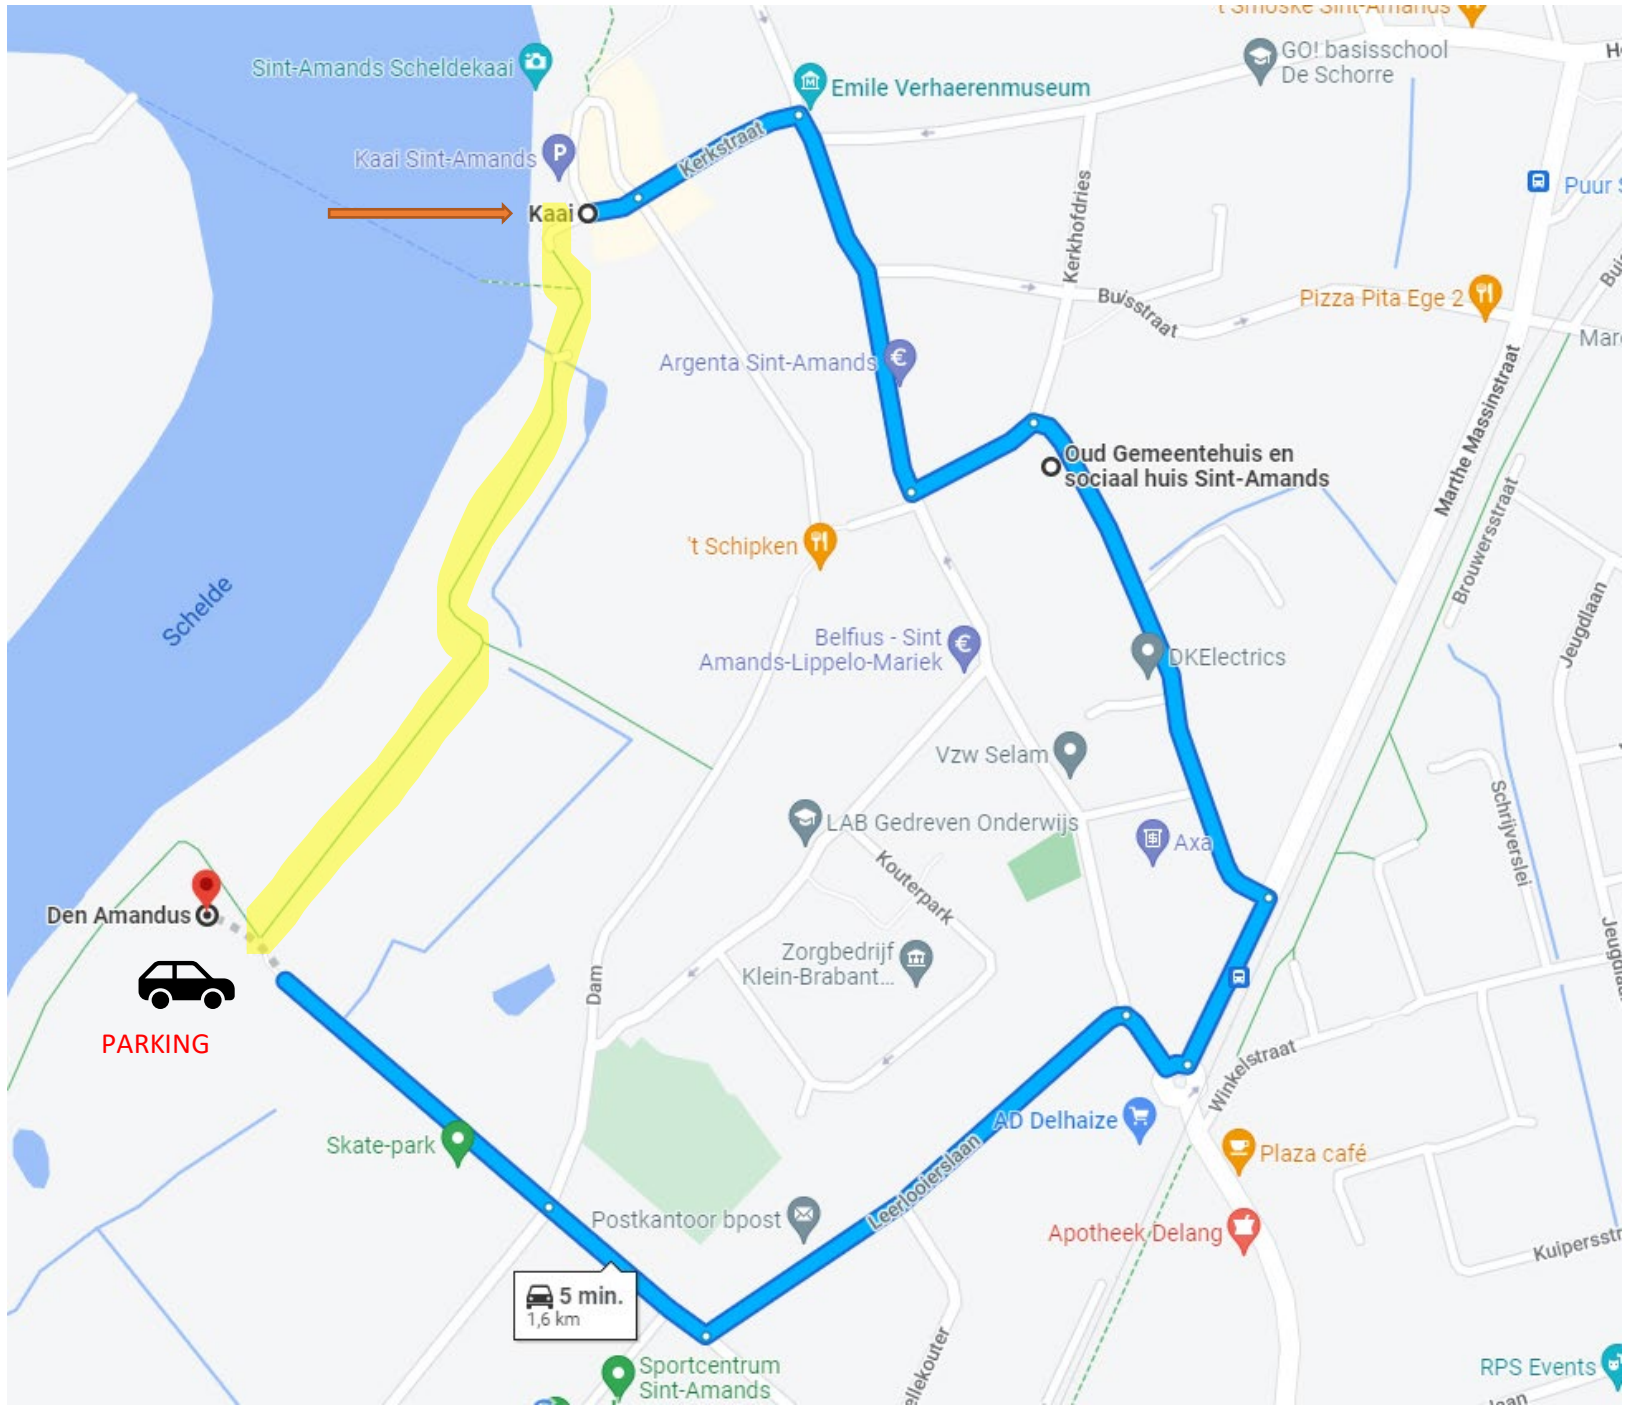 't Smoske Sint-Amands
GO! basisschool
De Schorre
Sint-Amands Scheldekaai
Emile Verhaerenmuseum
Kaai Sint-Amands
P
Kerkstraat
Kaai
Kerkhofdries
Puur
Buisstraat
Pizza Pita Ege 2
Argenta Sint-Amands
€
Marthe Massinstraat
Oud Gemeentehuis en
sociaal huis Sint-Amands
Brouwersstraat
't Schipken
Schelde
Jeugdlaan
Belfius - Sint
Amands-Lippelo-Mariek
€
DKElectrics
Vzw Selam
Schrijverslei
LAB Gedreven Onderwijs
Axa
Kouterpark
Den Amandus
Zorgbedrijf
Klein-Brabant...
Dam
PARKING
Winkelstraat
AD Delhaize
Skate-park
Plaza café
Leerlooierslaan
Postkantoor bpost
Apotheek Delang
5 min.
1,6 km
Sportcentrum
Sint-Amands
RPS Events